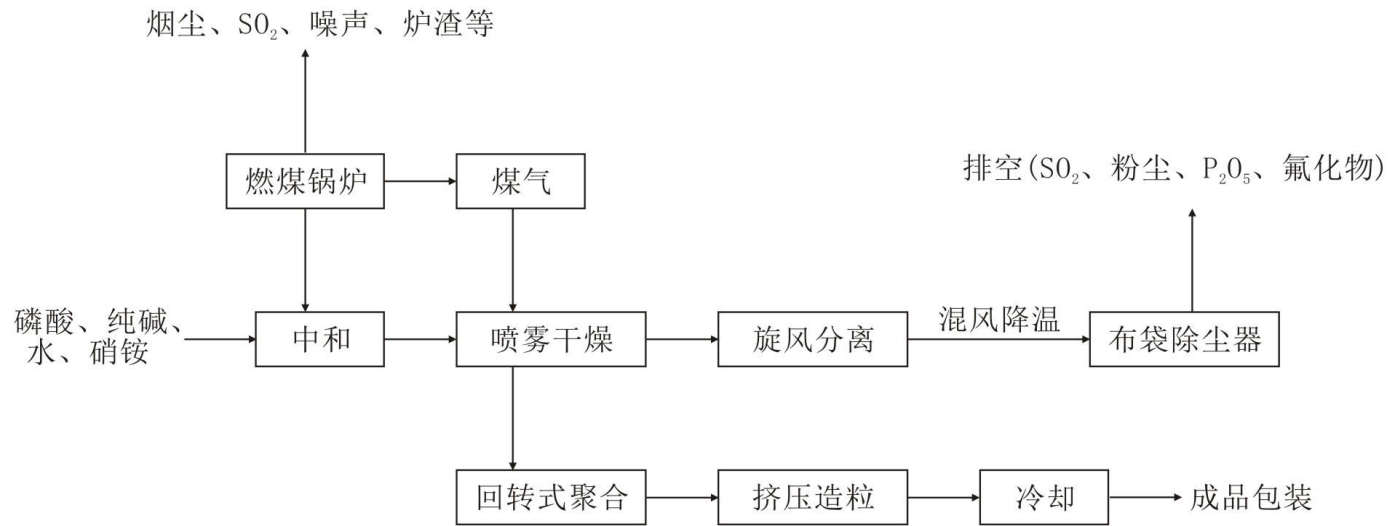 烟尘、SO₂、噪声、炉渣等
燃煤锅炉
煤气
排空(SO₂、粉尘、P₂O₅、氟化物)
磷酸、纯碱、
水、硝铵
中和
喷雾干燥
旋风分离
混风降温
布袋除尘器
回转式聚合
挤压造粒
冷却
成品包装